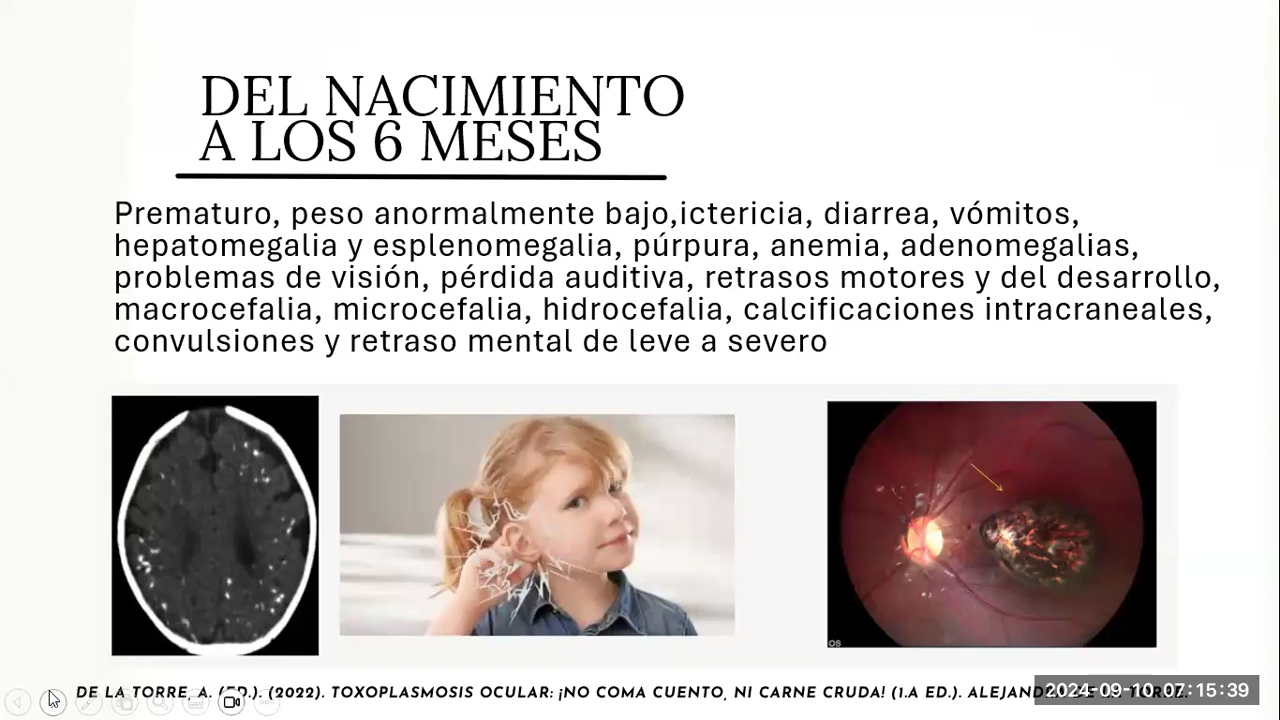 DEL NACIMIENTO
A LOS 6 MESES
Prematuro, peso anormalmente bajo,ictericia, diarrea, vómitos,
hepatomegalia y esplenomegalia, púrpura, anemia, adenomegalias,
problemas de visión, pérdida auditiva, retrasos motores y del desarrollo,
macrocefalia, microcefalia, hidrocefalia, calcificaciones intracraneales,
convulsiones y retraso mental de leve a severo
OS
DE LA TORRE, A. (ED.). (2022). TOXOPLASMOSIS OCULAR: ¡NO COMA CUENTO, NI CARNE CRUDA! (1.A ED.).
2024-09-10 07:15:39